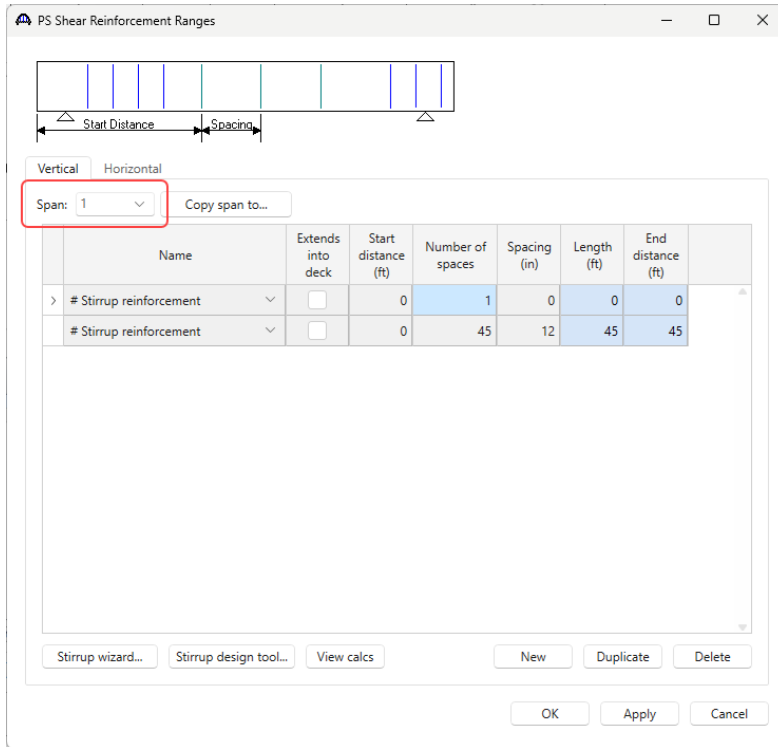 PS Shear Reinforcement Ranges
Start Distance
Spacing
Vertical Horizontal
Span: 1 Copy span to...
Name Extends into deck Start distance (ft) Number of spaces Spacing (in) Length (ft) End distance (ft)
# Stirrup reinforcement 0 1 0 0 0
# Stirrup reinforcement 0 45 12 45 45
Stirrup wizard... Stirrup design tool... View calcs New Duplicate Delete
OK Apply Cancel